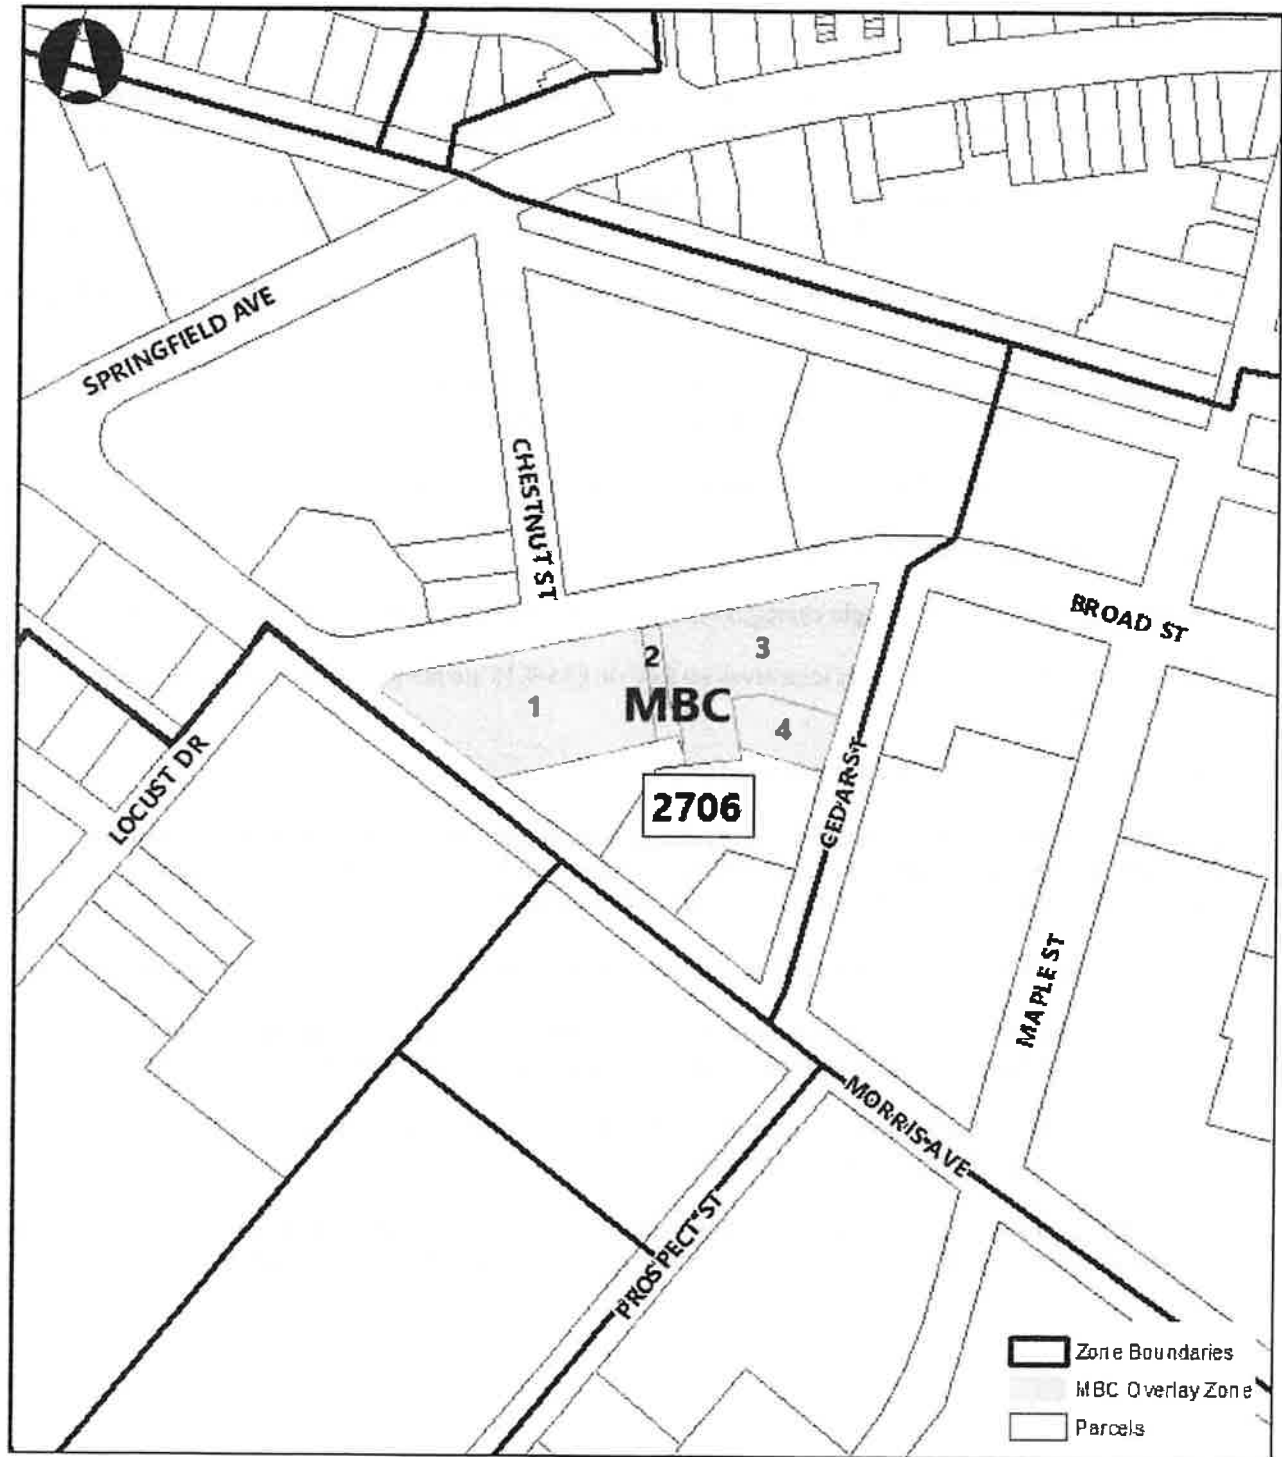 SPRINGFIELD AVE
CHESTNUT ST
BROAD ST
1
2
3
MBC
4
2706
LOCUST DR
CEDAR ST
MAPLE ST
MORRIS AVE
PROSPECT ST
Zone Boundaries
MBC Overlay Zone
Parcels